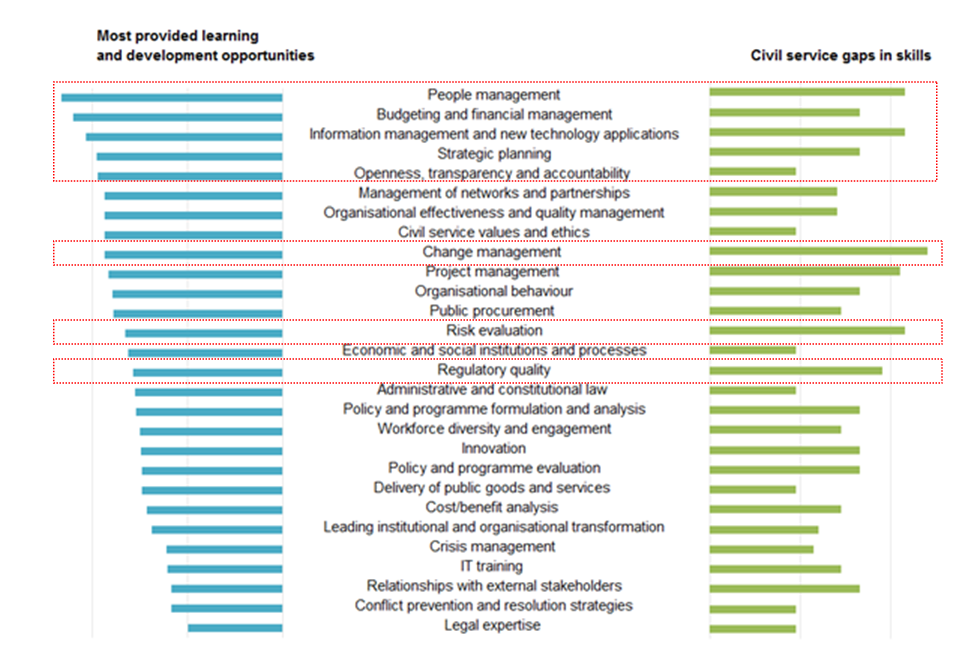 Most provided learning
and development opportunities
Civil service gaps in skills
People management
Budgeting and financial management
Information management and new technology applications
Strategic planning
Openness, transparency and accountability
Management of networks and partnerships
Organisational effectiveness and quality management
Civil service values and ethics
Change management
Project management
Organisational behaviour
Public procurement
Risk evaluation
Economic and social institutions and processes
Regulatory quality
Administrative and constitutional law
Policy and programme formulation and analysis
Workforce diversity and engagement
Innovation
Policy and programme evaluation
Delivery of public goods and services
Cost/benefit analysis
Leading institutional and organisational transformation
Crisis management
IT training
Relationships with external stakeholders
Conflict prevention and resolution strategies
Legal expertise